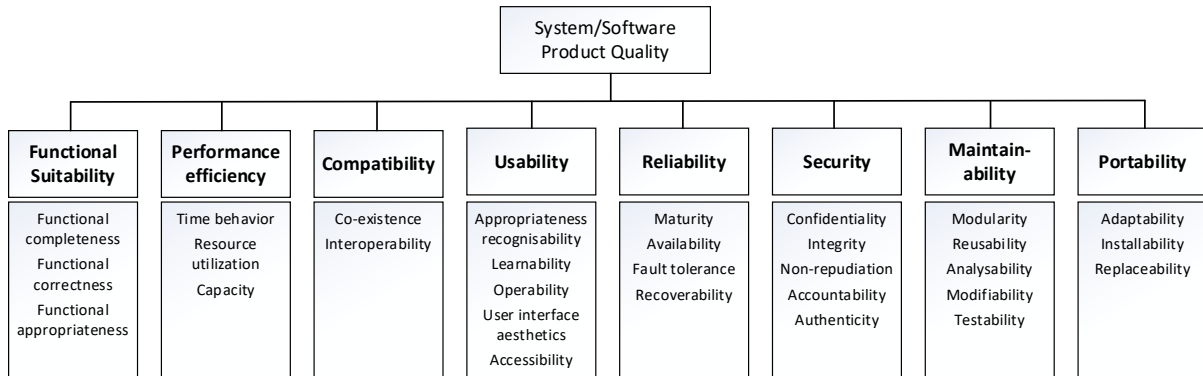 System/Software
Product Quality
Functional
Suitability
Performance
efficiency
Compatibility
Usability
Reliability
Security
Maintain-
ability
Portability
Functional
completeness
Functional
correctness
Functional
appropriateness
Time behavior
Resource
utilization
Capacity
Co-existence
Interoperability
Appropriateness
recognisability
Learnability
Operability
User interface
aesthetics
Accessibility
Maturity
Availability
Fault tolerance
Recoverability
Confidentiality
Integrity
Non-repudiation
Accountability
Authenticity
Modularity
Reusability
Analysability
Modifiability
Testability
Adaptability
Installability
Replaceability